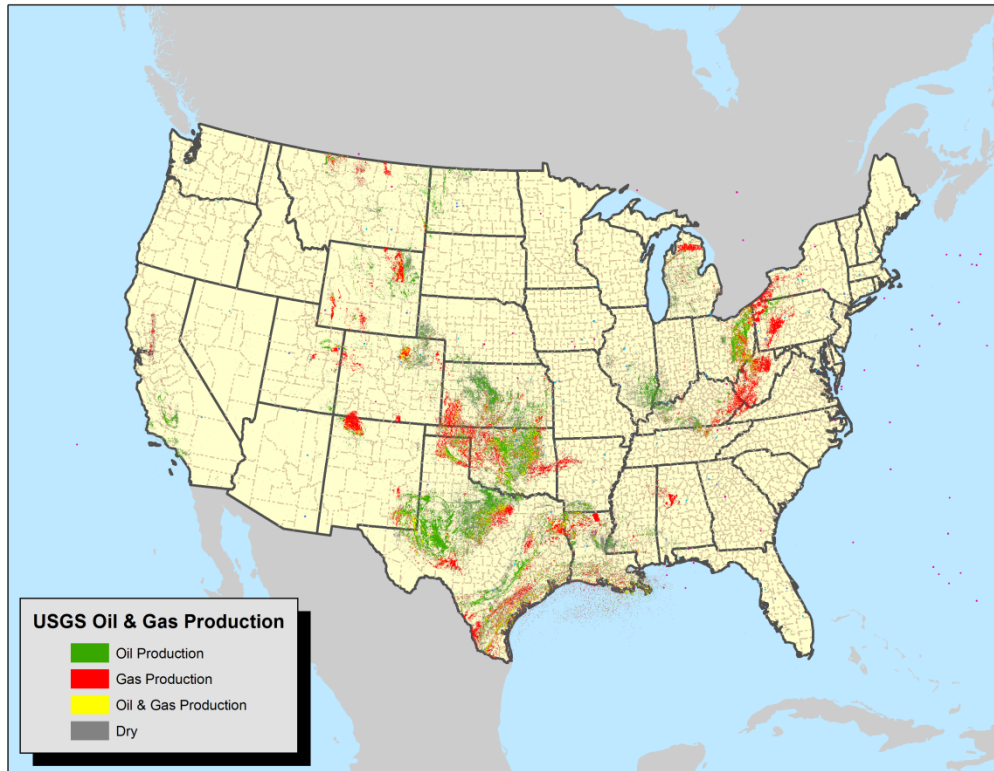 USGS Oil & Gas Production
Oil Production
Gas Production
Oil & Gas Production
Dry